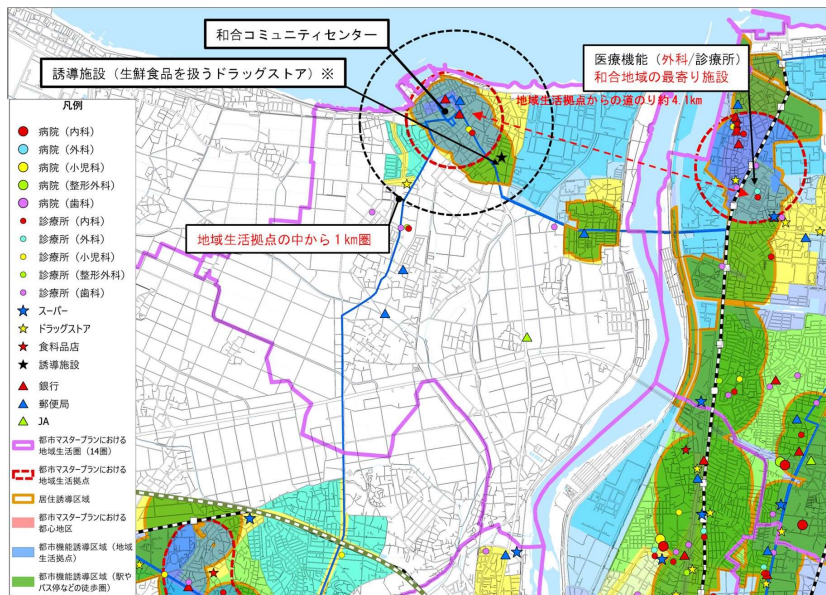 和合コミュニティセンター
誘導施設（生鮮食品を扱うドラッグストア）※
医療機能（外科/診療所）
和合地域の最寄り施設
地域生活拠点からの道のり約4.1km
地域生活拠点の中から１km圏
凡例
病院（内科）
病院（外科）
病院（小児科）
病院（整形外科）
病院（歯科）
診療所（内科）
診療所（外科）
診療所（小児科）
診療所（整形外科）
診療所（歯科）
スーパー
ドラッグストア
食料品店
誘導施設
銀行
郵便局
JA
都市マスタープランにおける
地域生活圏（14圏）
都市マスタープランにおける
地域生活拠点
居住誘導区域
都市マスタープランにおける
都心地区
都市機能誘導区域（地域
生活拠点）
都市機能誘導区域（駅や
バス停などの徒歩圏）